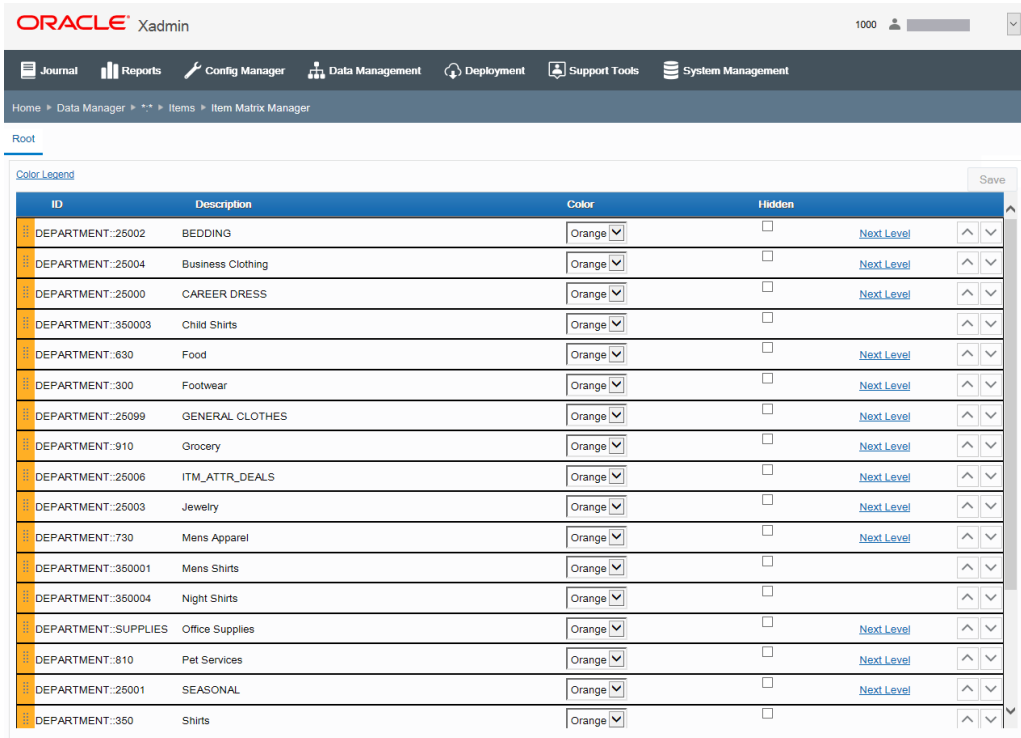 ORACLE® Xadmin 1000
Journal Reports Config Manager Data Management Deployment Support Tools System Management
Home Data Manager *:* Items Item Matrix Manager
Root
Color Legend Save
ID Description Color Hidden
DEPARTMENT::25002 BEDDING Orange Next Level
DEPARTMENT::25004 Business Clothing Orange Next Level
DEPARTMENT::25000 CAREER DRESS Orange Next Level
DEPARTMENT::350003 Child Shirts Orange
DEPARTMENT::630 Food Orange Next Level
DEPARTMENT::300 Footwear Orange Next Level
DEPARTMENT::25099 GENERAL CLOTHES Orange Next Level
DEPARTMENT::910 Grocery Orange Next Level
DEPARTMENT::25006 ITM_ATTR_DEALS Orange Next Level
DEPARTMENT::25003 Jewelry Orange Next Level
DEPARTMENT::730 Mens Apparel Orange Next Level
DEPARTMENT::350001 Mens Shirts Orange
DEPARTMENT::350004 Night Shirts Orange
DEPARTMENT::SUPPLIES Office Supplies Orange Next Level
DEPARTMENT::810 Pet Services Orange Next Level
DEPARTMENT::25001 SEASONAL Orange Next Level
DEPARTMENT::350 Shirts Orange